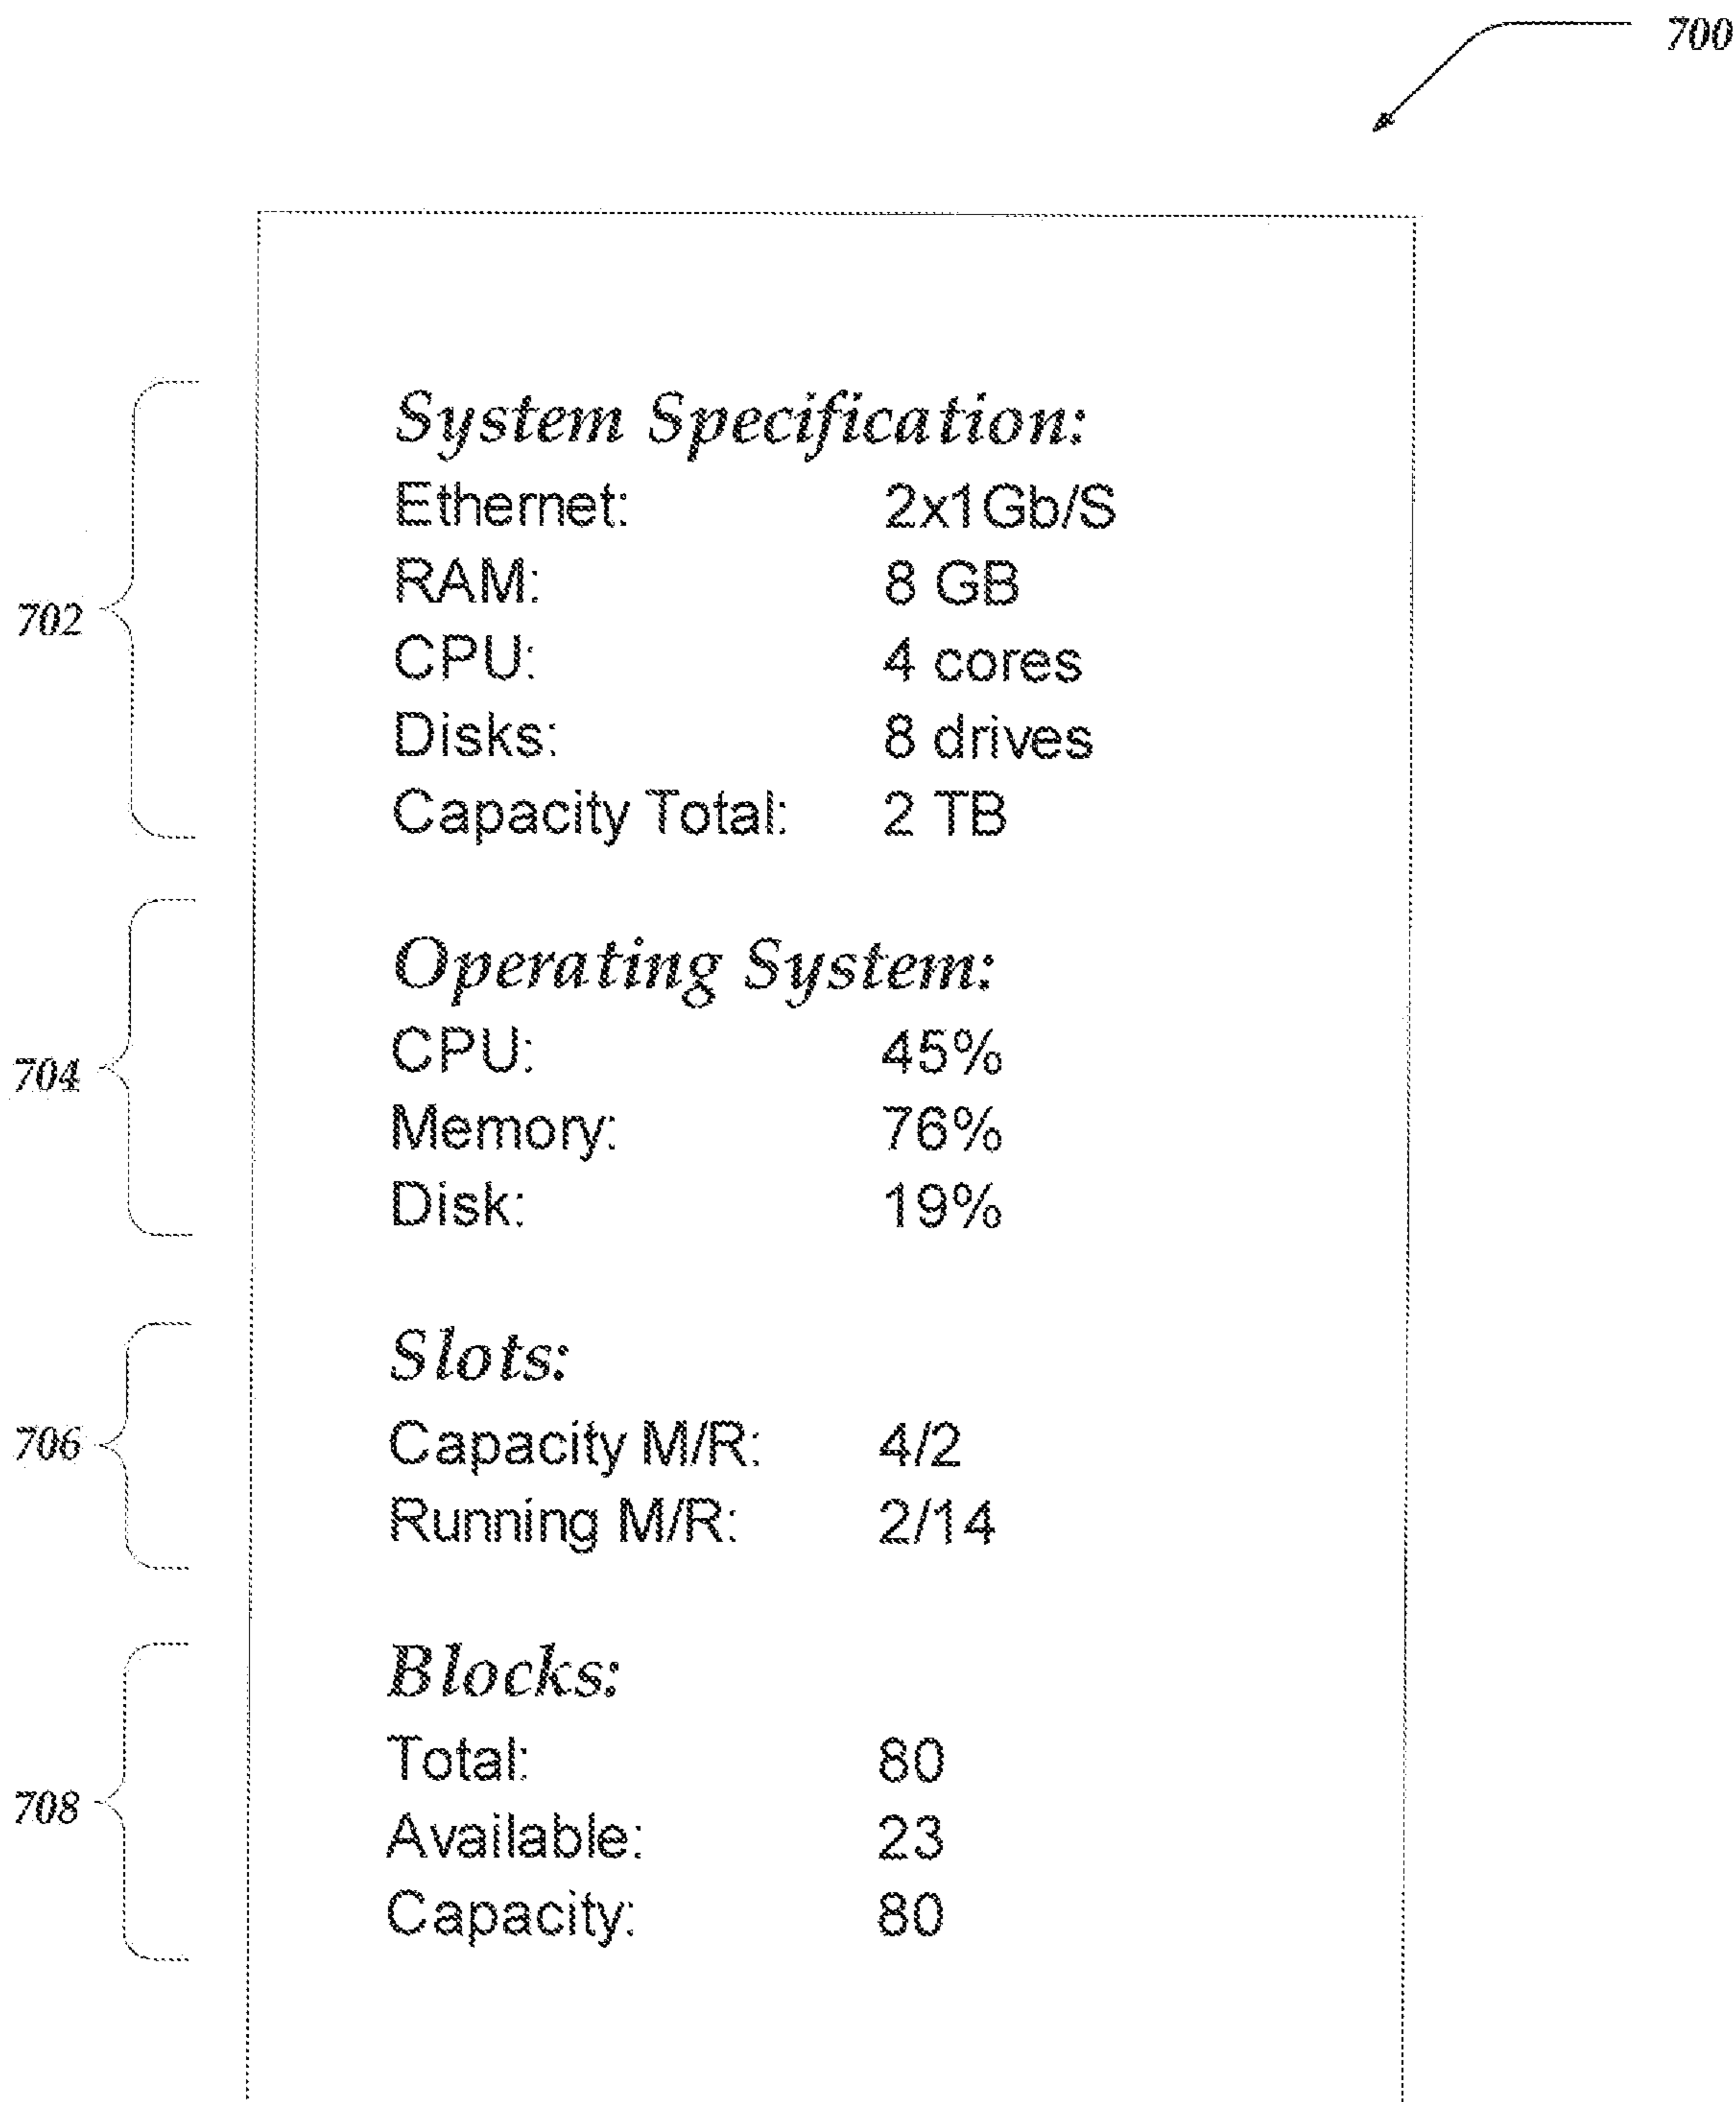 700
System Specification:
Ethernet: 2x1Gb/S
RAM: 8 GB
702
CPU: 4 cores
Disks: 8 drives
Capacity Total: 2 TB
Operating System:
CPU: 45%
704
Memory: 76%
Disk: 19%
Slots:
706
Capacity M/R: 4/2
Running M/R: 2/14
Blocks:
Total: 80
708
Available: 23
Capacity: 80